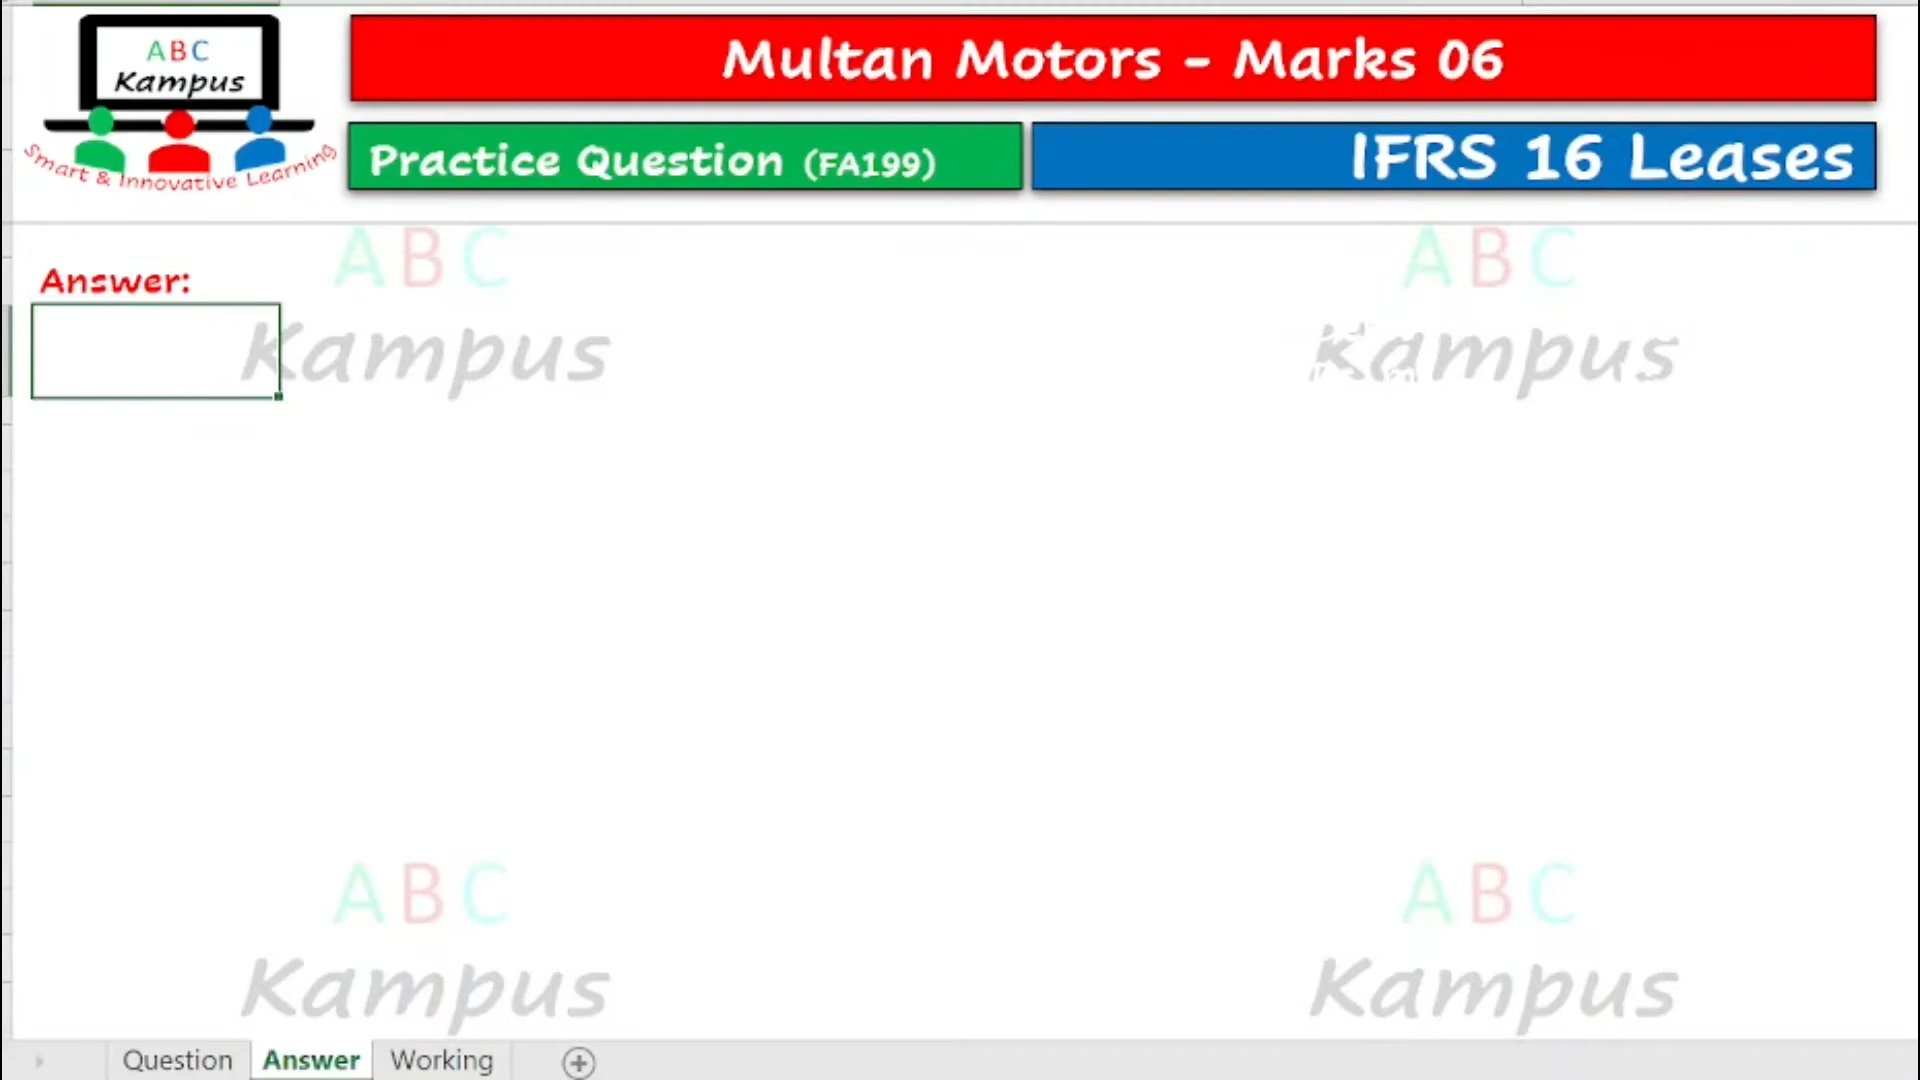 ABC
Kampus
Smart & Innovative Learning
Multan Motors - Marks 06
Practice Question (FA199)
IFRS 16 Leases
Answer:
ABC
Kampus
ABC
Kampus
ABC
Kampus
ABC
Kampus
Question
Answer
Working